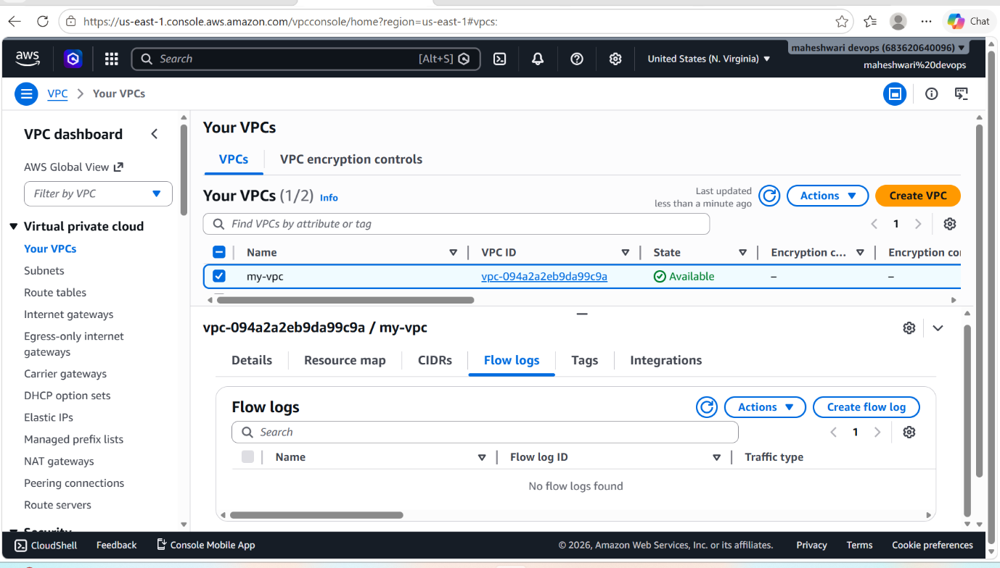 https://us-east-1.console.aws.amazon.com/vpcconsole/home?region=us-east-1#vpcs:
Chat
aws
Search [Alt+S]
United States (N. Virginia)
maheshwari devops (683620640096)
maheshwari%20devops
VPC
Your VPCs
VPC dashboard
AWS Global View
Filter by VPC
Virtual private cloud
Your VPCs
Subnets
Route tables
Internet gateways
Egress-only internet
gateways
Carrier gateways
DHCP option sets
Elastic IPs
Managed prefix lists
NAT gateways
Peering connections
Route servers
Security
Your VPCs
VPCs
VPC encryption controls
Your VPCs (1/2) Info
Last updated
less than a minute ago
Actions
Create VPC
Find VPCs by attribute or tag
1
Name VPC ID State Encryption c... Encryption cor
my-vpc vpc-094a2a2eb9da99c9a Available – –
vpc-094a2a2eb9da99c9a / my-vpc
Details Resource map CIDRs Flow logs Tags Integrations
Flow logs
Actions
Create flow log
Search
1
Name Flow log ID Traffic type
No flow logs found
CloudShell Feedback Console Mobile App © 2026, Amazon Web Services, Inc. or its affiliates. Privacy Terms Cookie preferences